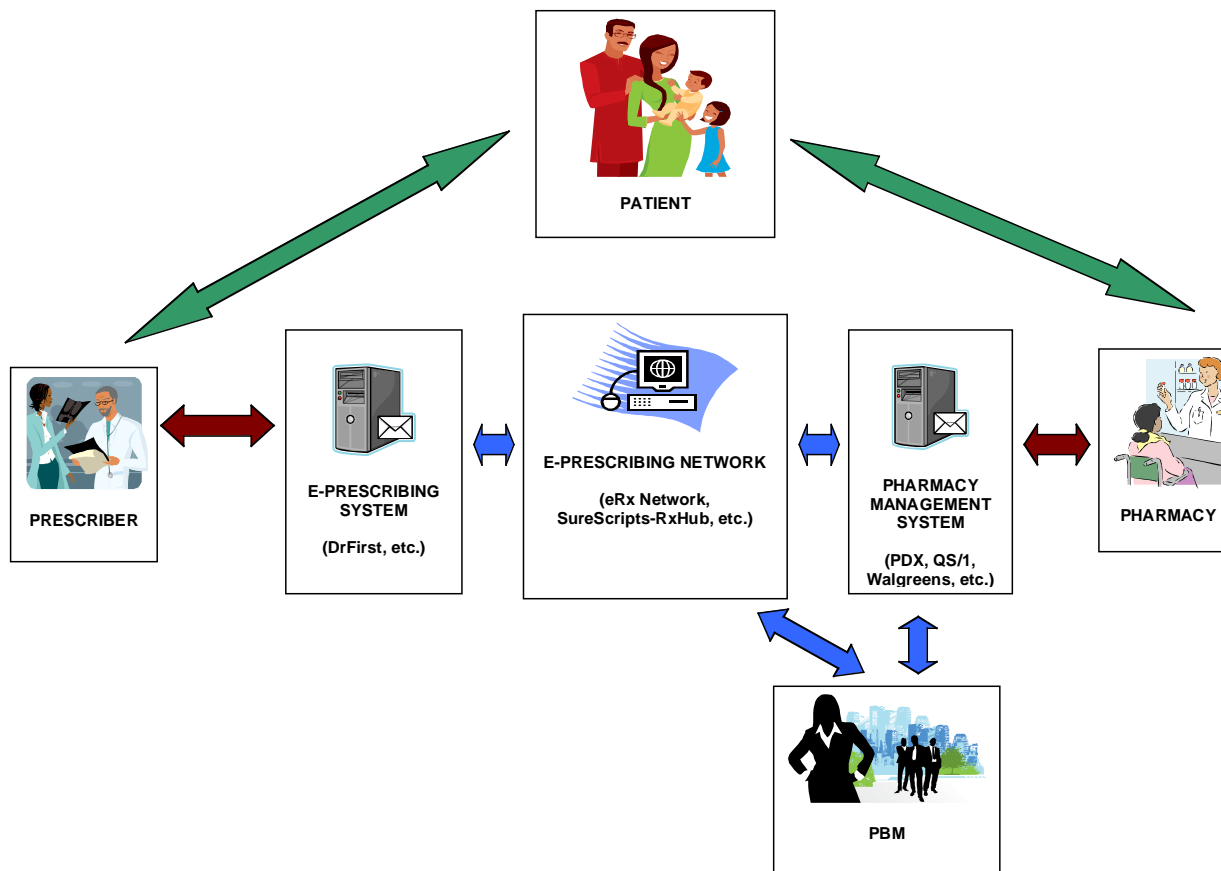 PATIENT
PRESCRIBER
E-PRESCRIBING
SYSTEM
(DrFirst, etc.)
E-PRESCRIBING NETWORK
(eRx Network,
SureScripts-RxHub, etc.)
PHARMACY
MANAGEMENT
SYSTEM
(PDX, QS/1,
Walgreens, etc.)
PHARMACY
PBM